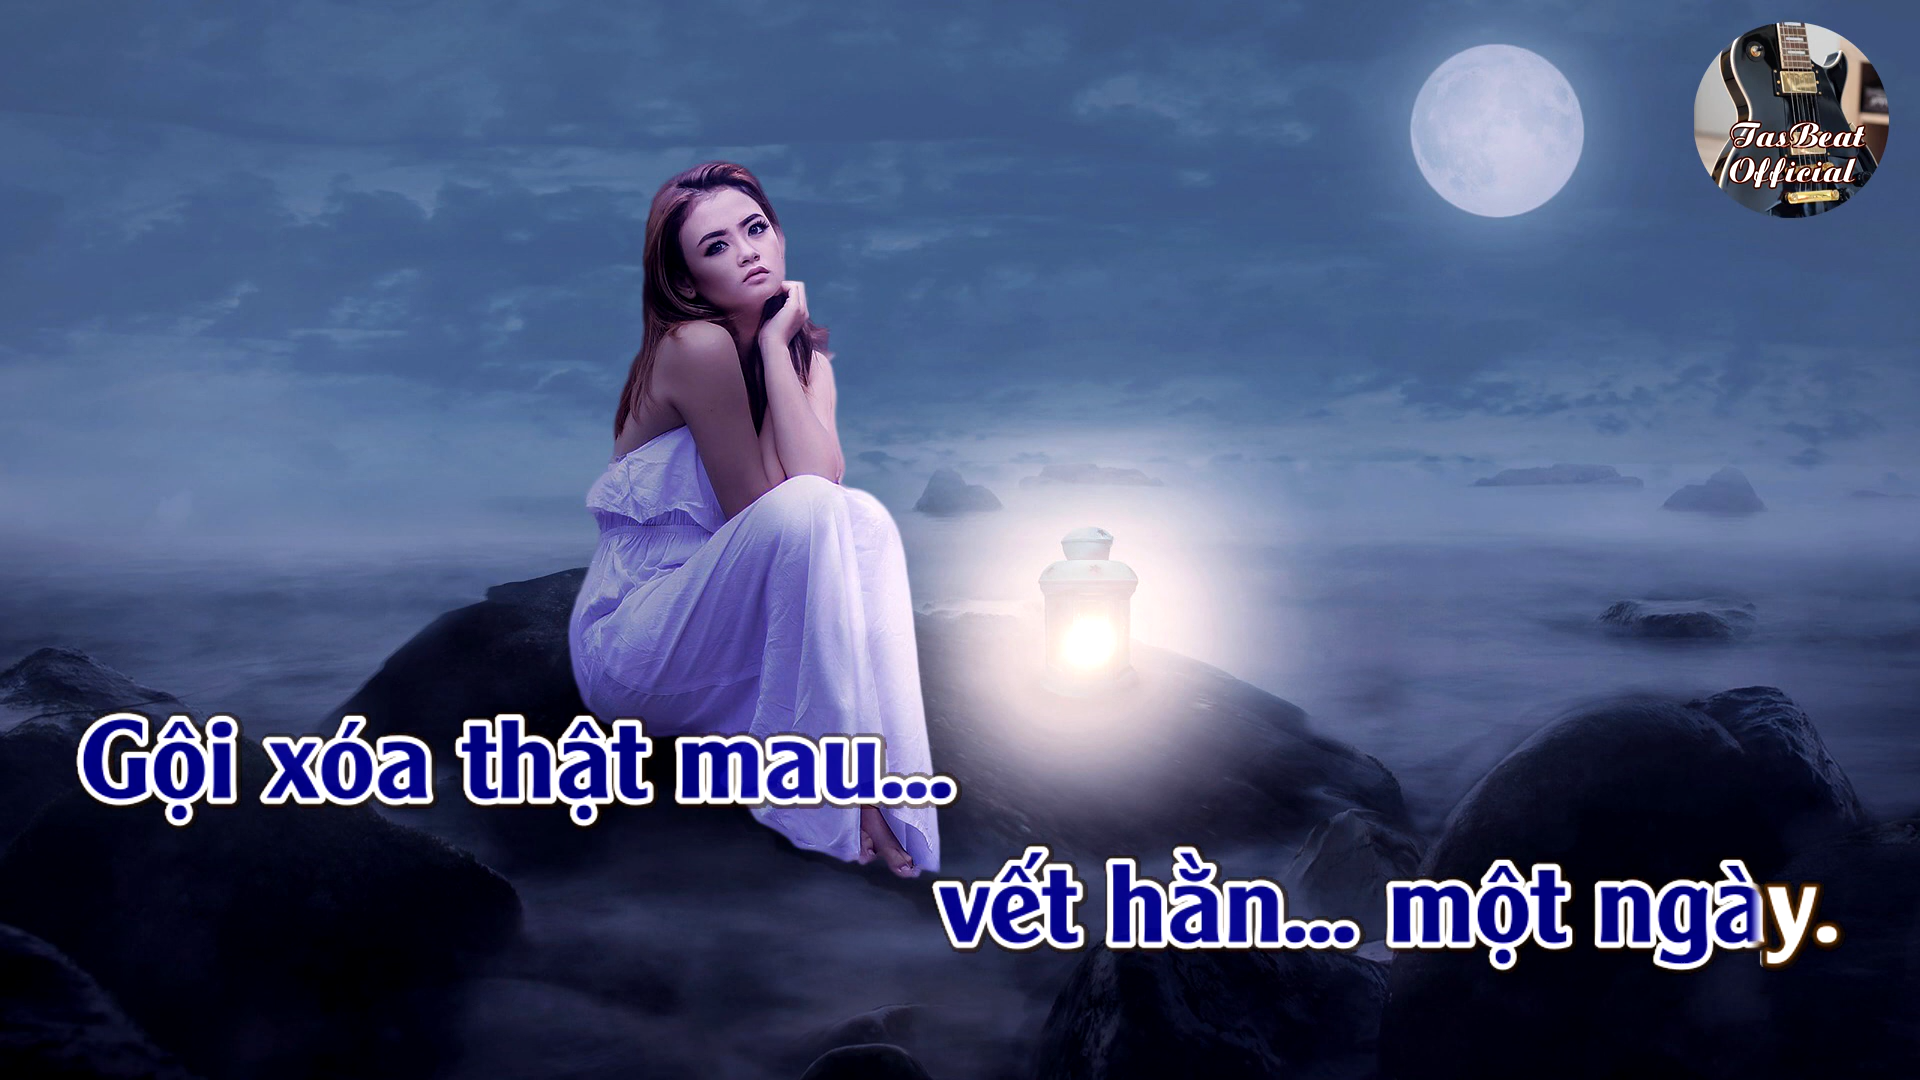 TasBeat
Official
Gội xóa thật mau...
vết hằn... một ngày.